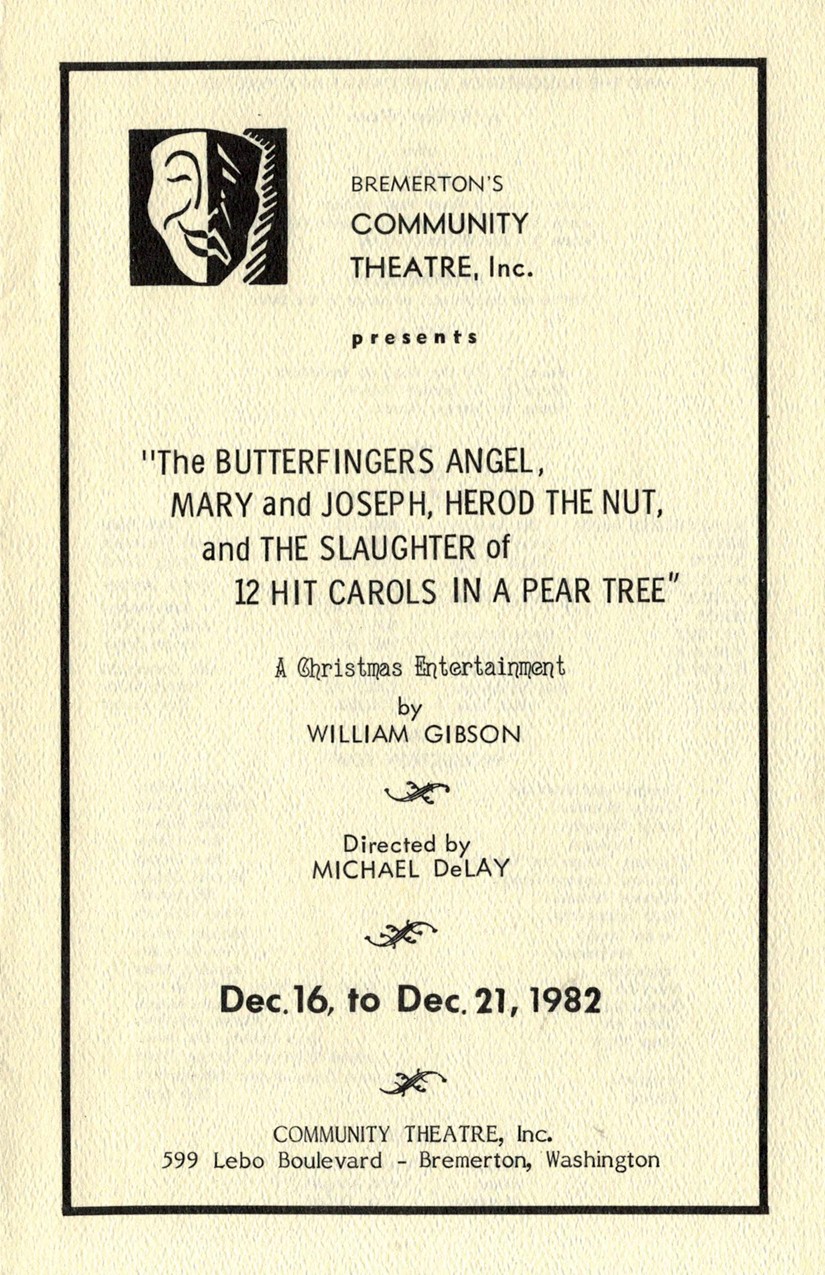 BREMERTON'S
COMMUNITY
THEATRE, Inc.
presents
"The BUTTERFINGERS ANGEL,
MARY and JOSEPH, HEROD THE NUT,
and THE SLAUGHTER of
12 HIT CAROLS IN A PEAR TREE"
A Christmas Entertainment
by
WILLIAM GIBSON
Directed by
MICHAEL DeLAY
Dec. 16, to Dec. 21, 1982
COMMUNITY THEATRE, Inc.
599 Lebo Boulevard - Bremerton, Washington